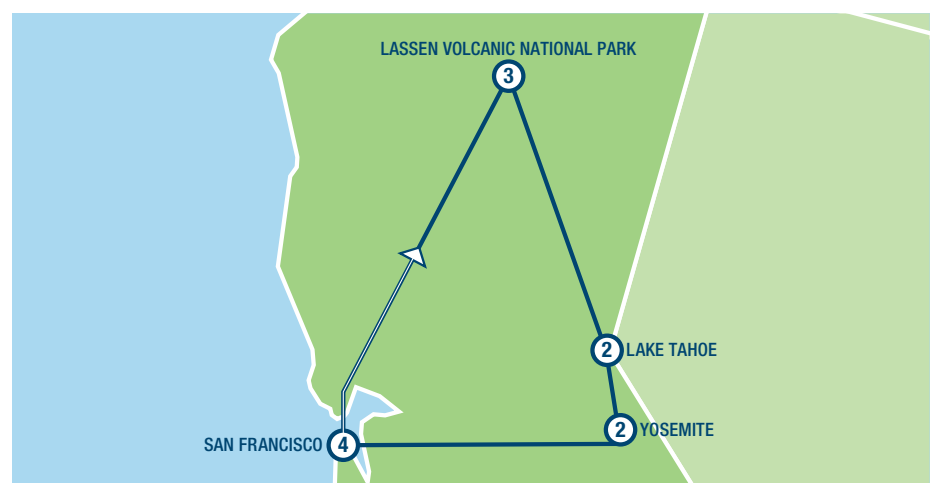 LASSEN VOLCANIC NATIONAL PARK
3
2 LAKE TAHOE
2 YOSEMITE
SAN FRANCISCO 4